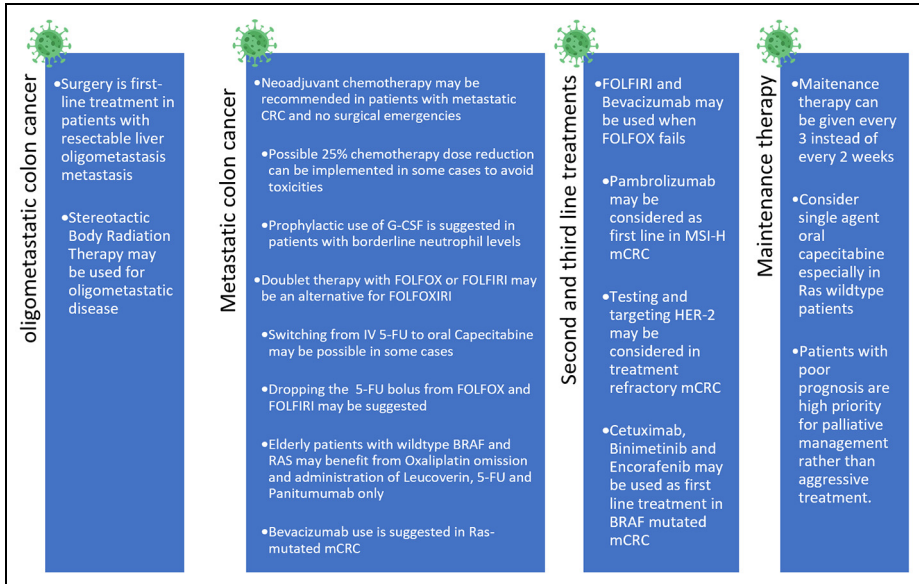 oligometastatic colon cancer
•Surgery is first-
line treatment in
patients with
resectable liver
oligometastasis
metastasis
•Stereotactic
Body Radiation
Therapy may
be used for
oligometastatic
disease
Metastatic colon cancer
•Neoadjuvant chemotherapy may be
recommended in patients with metastatic
CRC and no surgical emergencies
•Possible 25% chemotherapy dose reduction
can be implemented in some cases to avoid
toxicities
•Prophylactic use of G-CSF is suggested in
patients with borderline neutrophil levels
•Doublet therapy with FOLFOX or FOLFIRI may
be an alternative for FOLFOXIRI
•Switching from IV 5-FU to oral Capecitabine
may be possible in some cases
•Dropping the 5-FU bolus from FOLFOX and
FOLFIRI may be suggested
•Elderly patients with wildtype BRAF and
RAS may benefit from Oxaliplatin omission
and administration of Leucoverin, 5-FU and
Panitumumab only
•Bevacizumab use is suggested in Ras-
mutated mCRC
Second and third line treatments
•FOLFIRI and
Bevacizumab may
be used when
FOLFOX fails
•Pambrolizumab
may be
considered as
first line in MSI-H
mCRC
•Testing and
targeting HER-2
may be
considered in
treatment
refractory mCRC
•Cetuximab,
Binimetinib and
Encorafenib may
be used as first
line treatment in
BRAF mutated
mCRC
Maintenance therapy
•Maitenance
therapy can
be given every
3 instead of
every 2 weeks
•Consider
single agent
oral
capecitabine
especially in
Ras wildtype
patients
•Patients with
poor
prognosis are
high priority
for palliative
management
rather than
aggressive
treatment.